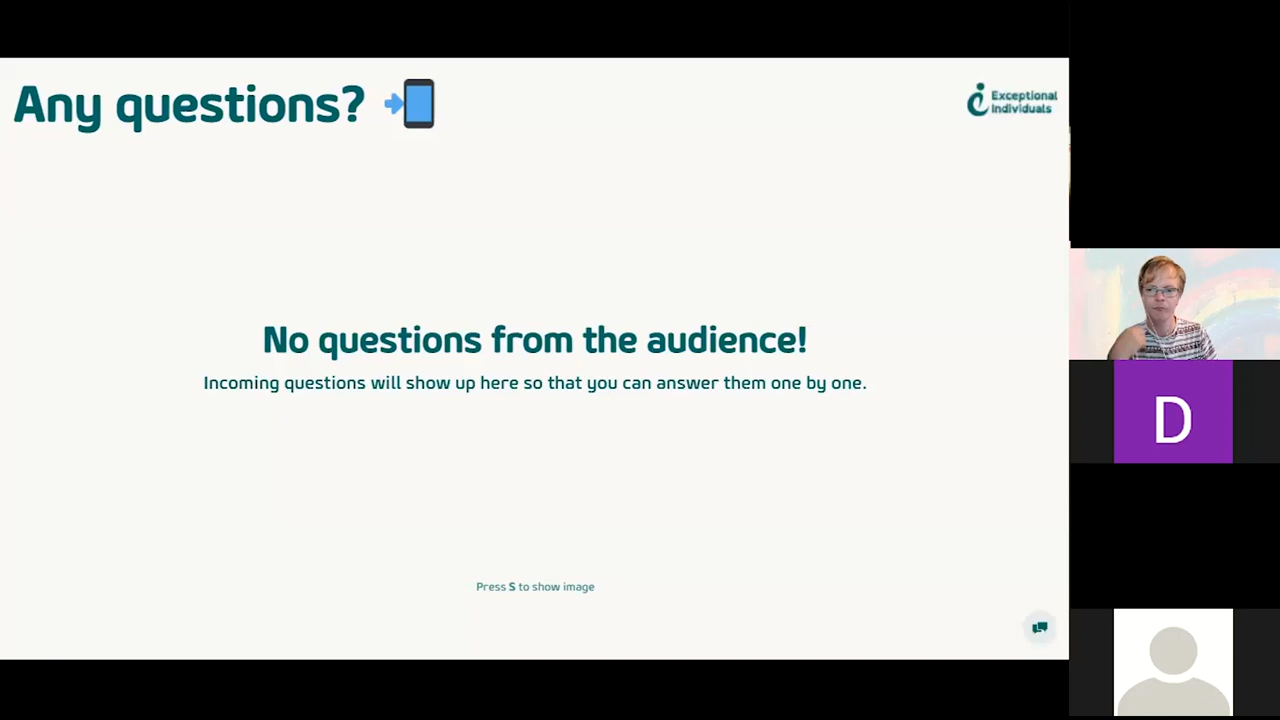 Any questions?
Exceptional
Individuals
No questions from the audience!
Incoming questions will show up here so that you can answer them one by one.
D
Press S to show image